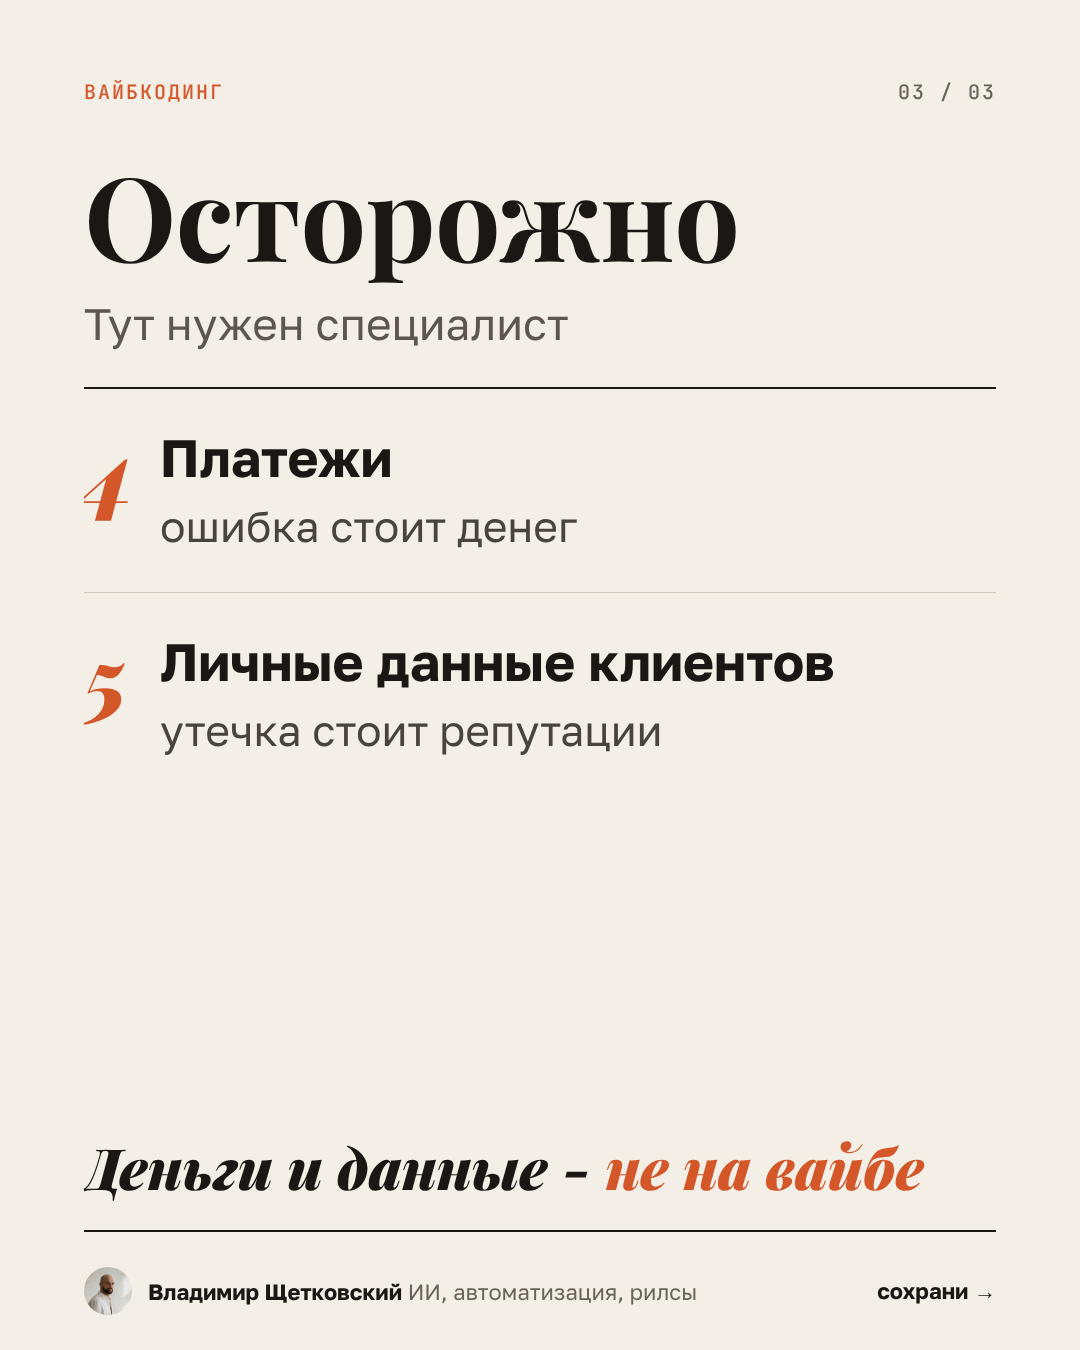 ВАЙБКОДИНГ
03 / 03
Осторожно
Тут нужен специалист
4
Платежи
ошибка стоит денег
5
Личные данные клиентов
утечка стоит репутации
Деньги и данные – не на вайбе
Владимир Щетковский ИИ, автоматизация, рилсы
сохрани →